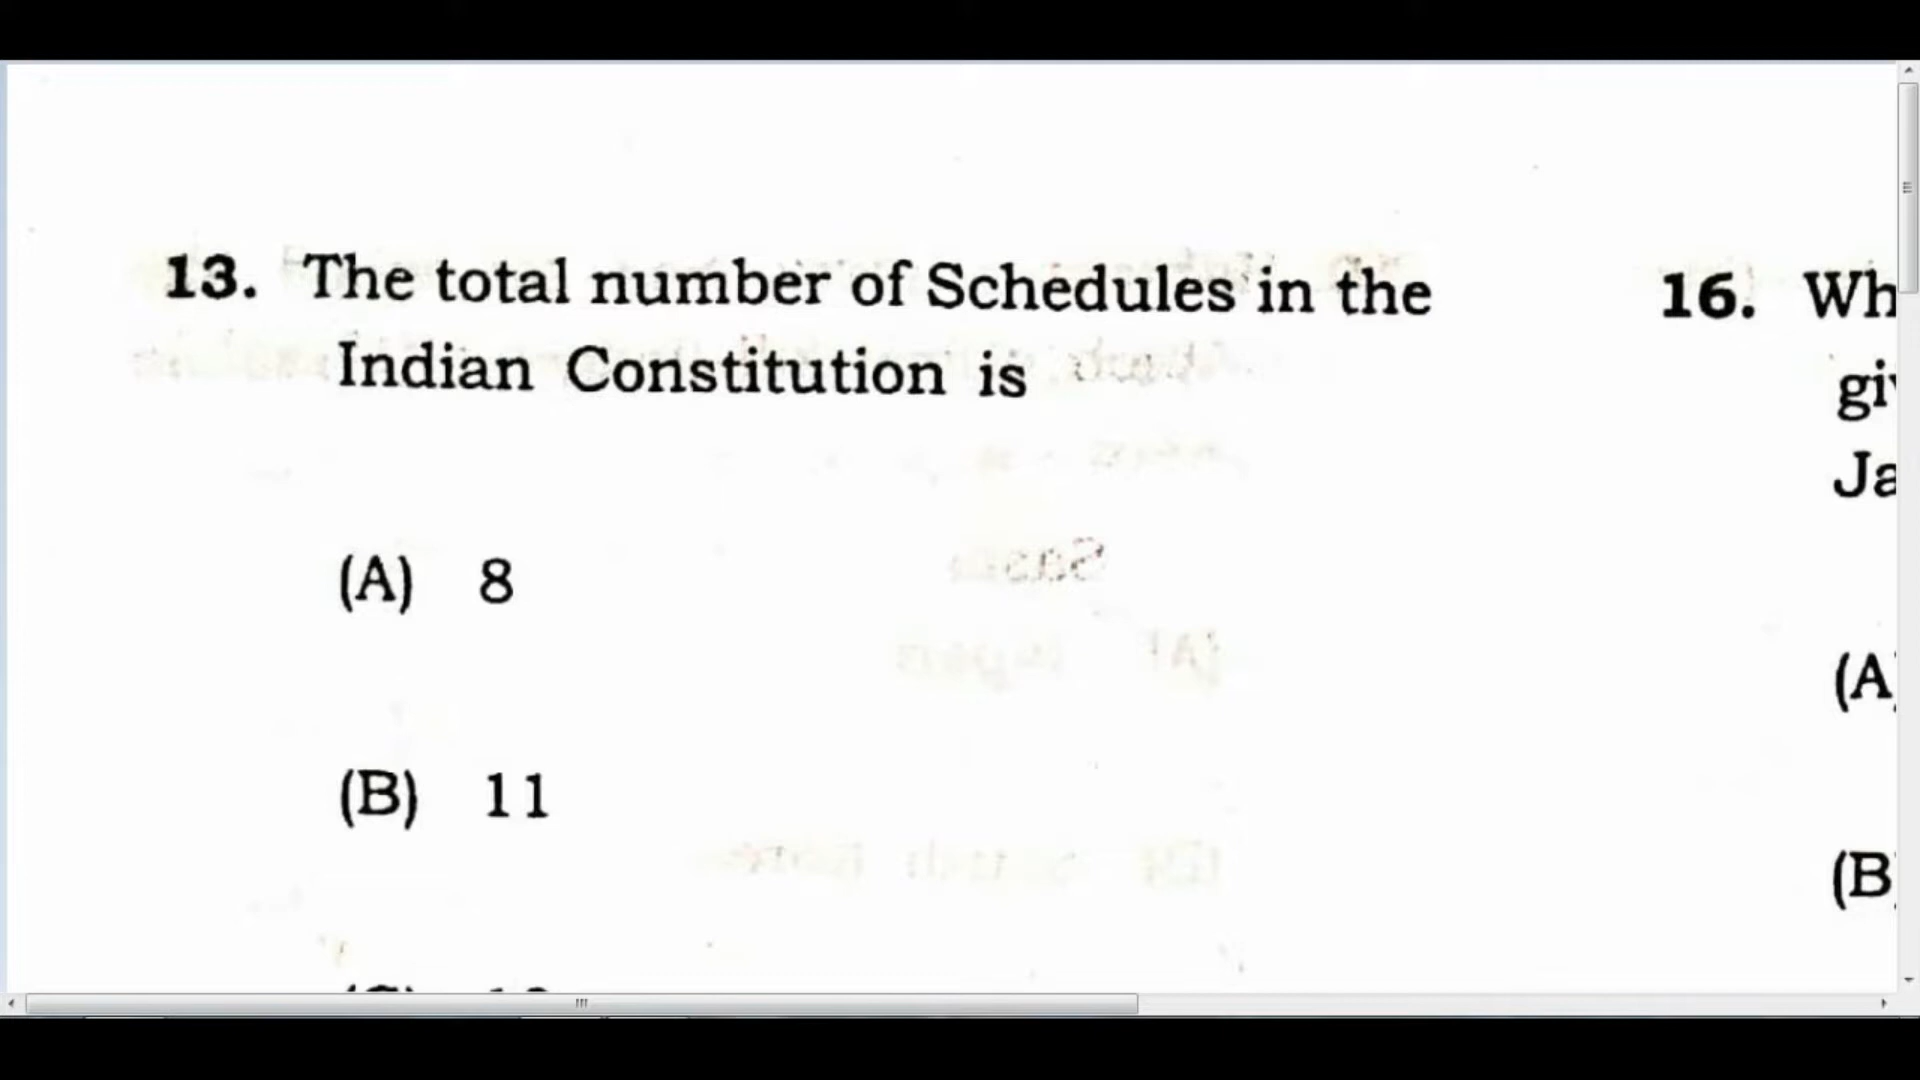 13. The total number of Schedules in the
Indian Constitution is
(A) 8
(B) 11
16. Wh
gi
Ja
(A
(B